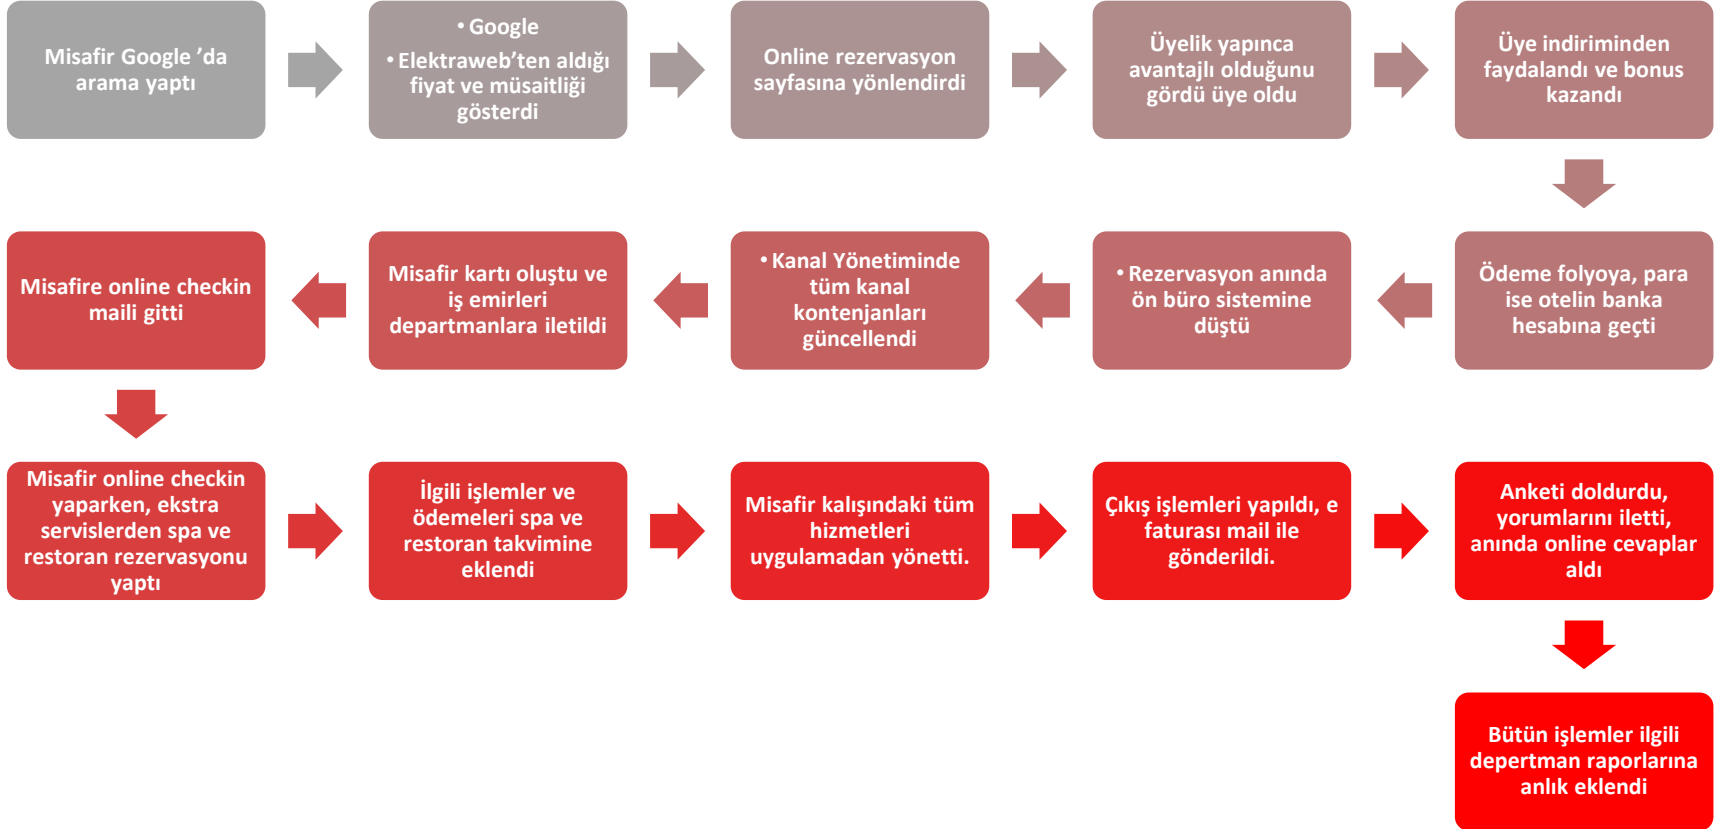 Misafir Google ’da
arama yaptı
• Google
• Elektraweb’ten aldığı
fiyat ve müsaitliği
gösterdi
Online rezervasyon
sayfasına yönlendirdi
Üyelik yapınca
avantajlı olduğunu
gördü üye oldu
Üye indiriminden
faydalandı ve bonus
kazandı
Ödeme folyoya, para
ise otelin banka
hesabına geçti
• Rezervasyon anında
ön büro sistemine
düştü
• Kanal Yönetiminde
tüm kanal
kontenjanları
güncellendi
Misafir kartı oluştu ve
iş emirleri
departmanlara iletildi
Misafire online checkin
maili gitti
Misafir online checkin
yaparken, ekstra
servislerden spa ve
restoran rezervasyonu
yaptı
İlgili işlemler ve
ödemeleri spa ve
restoran takvimine
eklendi
Misafir kalışındaki tüm
hizmetleri
uygulamadan yönetti.
Çıkış işlemleri yapıldı, e
faturası mail ile
gönderildi.
Anketi doldurdu,
yorumlarını iletti,
anında online cevaplar
aldı
Bütün işlemler ilgili
depertman raporlarına
anlık eklendi